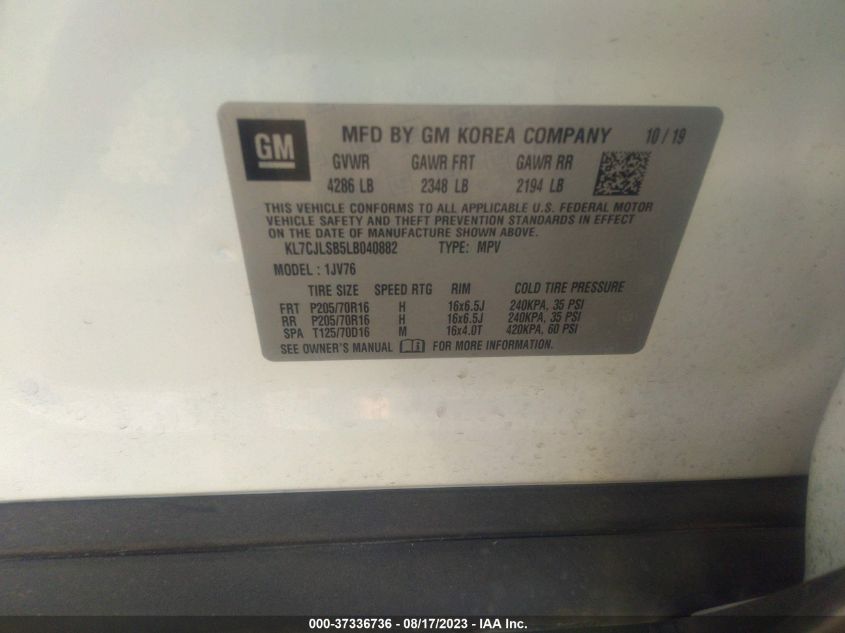 GM MFD BY GM KOREA COMPANY 10 / 19
GVWR GAWR FRT GAWR RR
4286 LB 2348 LB 2194 LB
THIS VEHICLE CONFORMS TO ALL APPLICABLE U.S. FEDERAL MOTOR
VEHICLE SAFETY AND THEFT PREVENTION STANDARDS IN EFFECT
ON THE DATE OF MANUFACTURE SHOWN ABOVE.
KL7CJLSB5LB040882 TYPE: MPV
MODEL : 1JV76
TIRE SIZE SPEED RTG RIM COLD TIRE PRESSURE
FRT P205/70R16 H 16x6.5J 240KPA, 35 PSI
RR P205/70R16 H 16x6.5J 240KPA, 35 PSI
SPA T125/70D16 M 16x4.0T 420KPA, 60 PSI
SEE OWNER'S MANUAL FOR MORE INFORMATION.
000-37336736 - 08/17/2023 - IAA Inc.